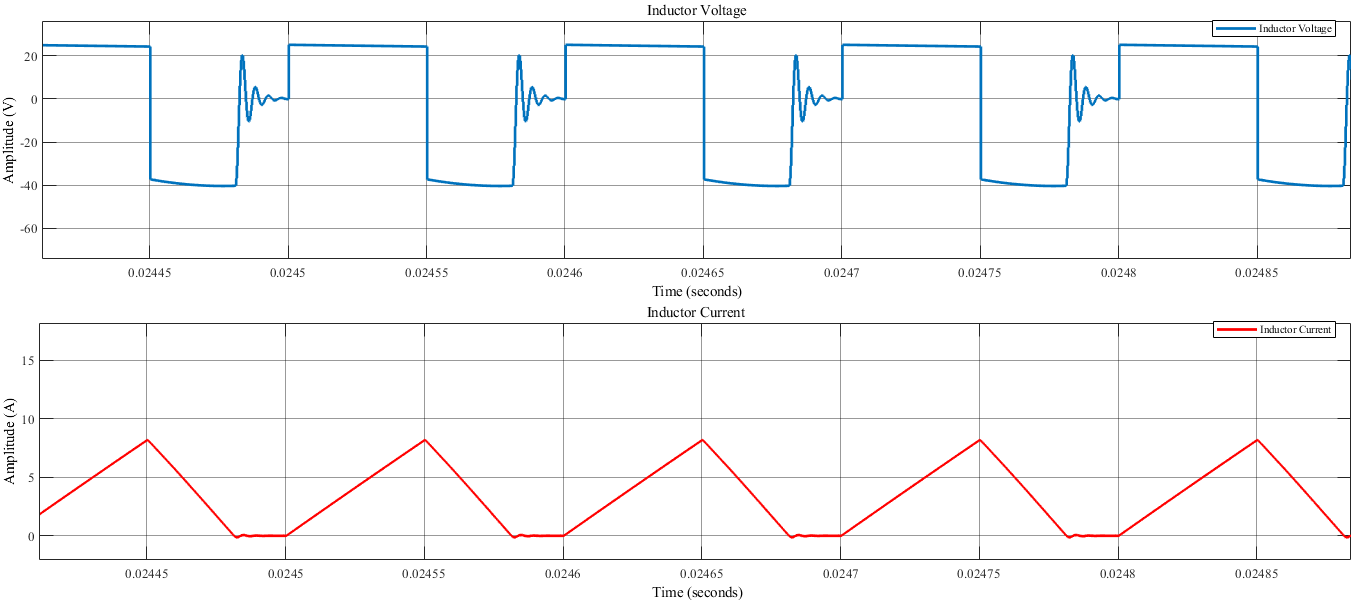 Inductor Voltage
Inductor Voltage
20
0
-20
-40
-60
Amplitude (V)
0.02445 0.0245 0.02455 0.0246 0.02465 0.0247 0.02475 0.0248 0.02485
Time (seconds)
Inductor Current
Inductor Current
15
10
5
0
Amplitude (A)
0.02445 0.0245 0.02455 0.0246 0.02465 0.0247 0.02475 0.0248 0.02485
Time (seconds)